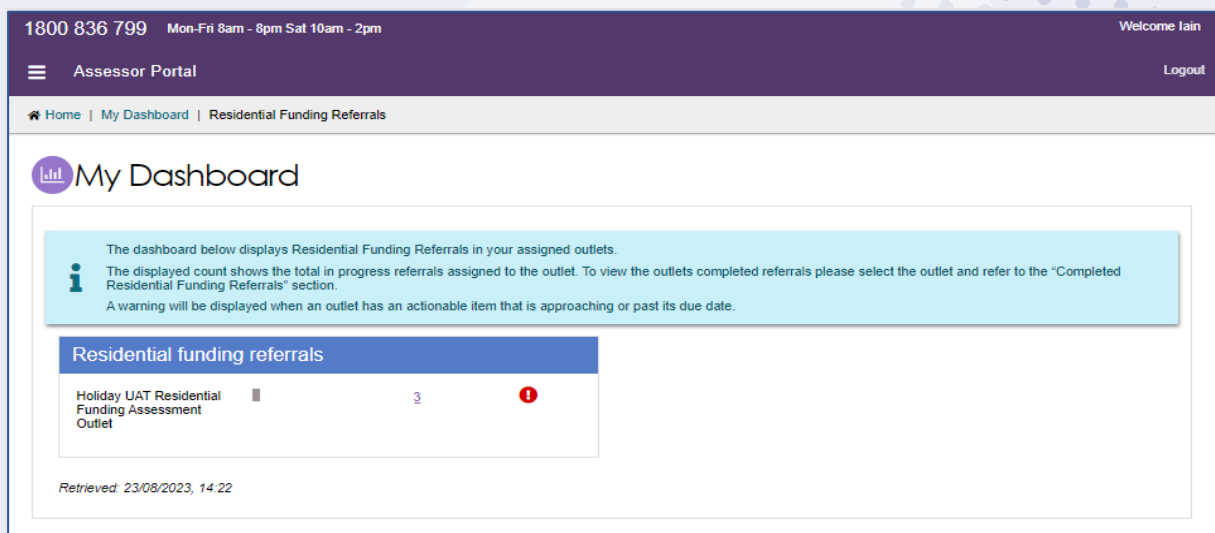 1800 836 799 Mon-Fri 8am - 8pm Sat 10am - 2pm Welcome Iain
Assessor Portal Logout
Home | My Dashboard | Residential Funding Referrals
My Dashboard
The dashboard below displays Residential Funding Referrals in your assigned outlets.
The displayed count shows the total in progress referrals assigned to the outlet. To view the outlets completed referrals please select the outlet and refer to the “Completed
Residential Funding Referrals” section.
A warning will be displayed when an outlet has an actionable item that is approaching or past its due date.
Residential funding referrals
Holiday UAT Residential 3
Funding Assessment
Outlet
Retrieved: 23/08/2023, 14:22